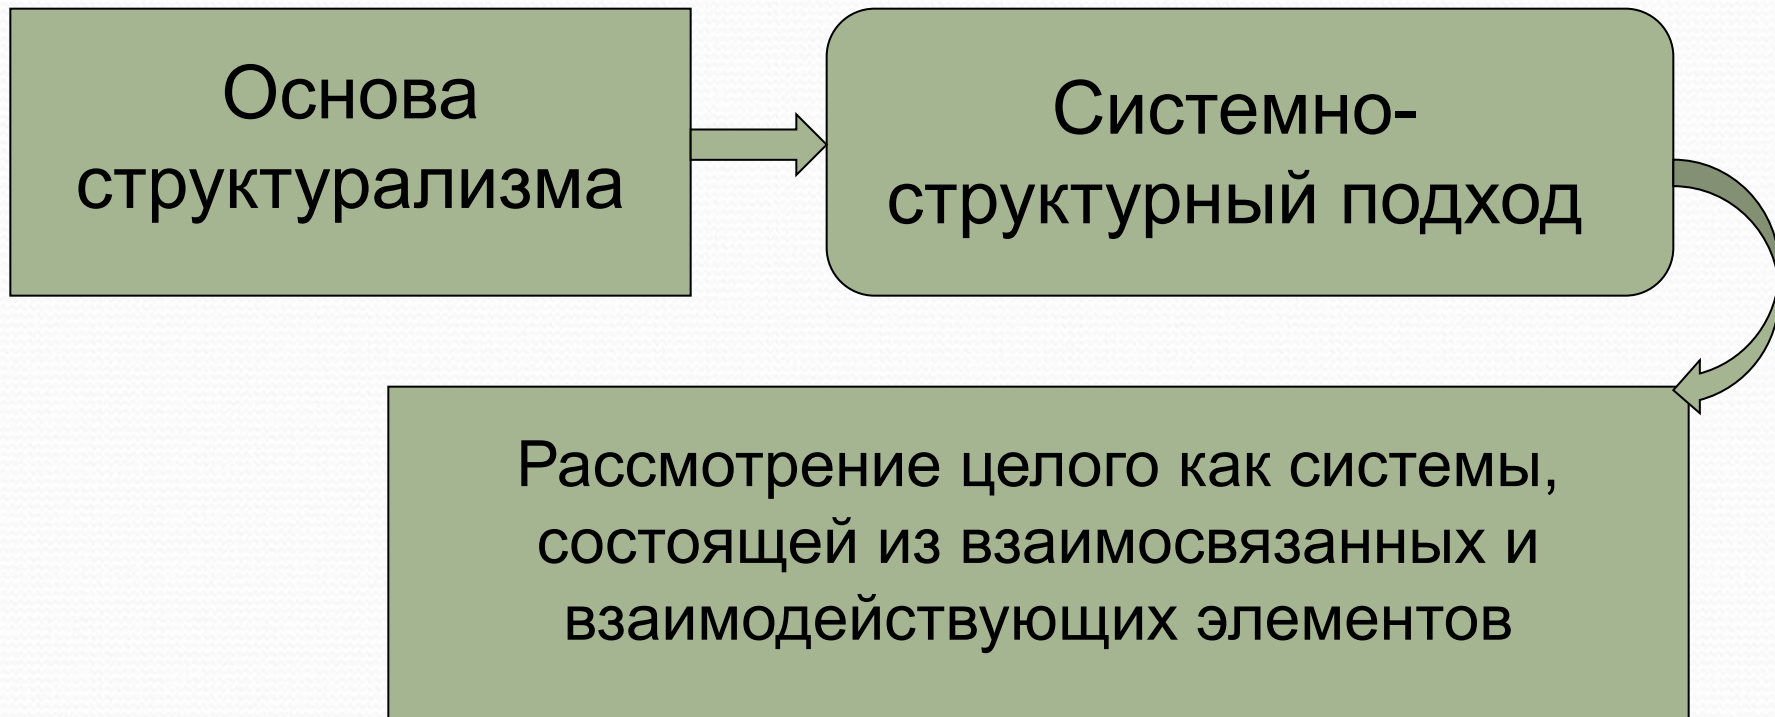 Основа
структурализма
Системно-
структурный подход
Рассмотрение целого как системы,
состоящей из взаимосвязанных и
взаимодействующих элементов